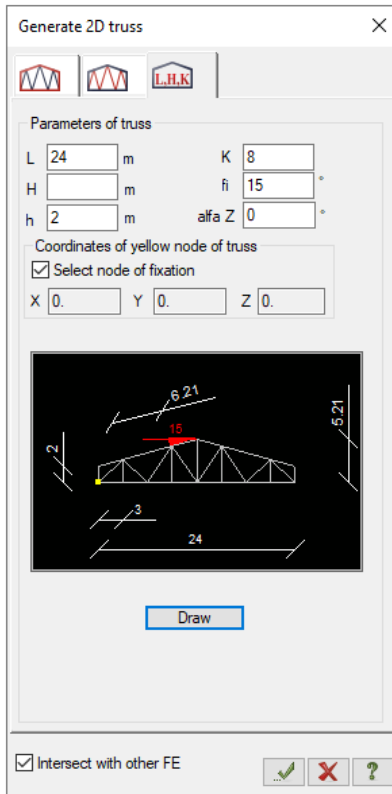 Generate 2D truss
L,H,K
Parameters of truss
L 24 m K 8
H m fi 15 °
h 2 m alfa Z 0 °
Coordinates of yellow node of truss
Select node of fixation
X 0. Y 0. Z 0.
6.21
15
5.21
2
3
24
Draw
Intersect with other FE
?